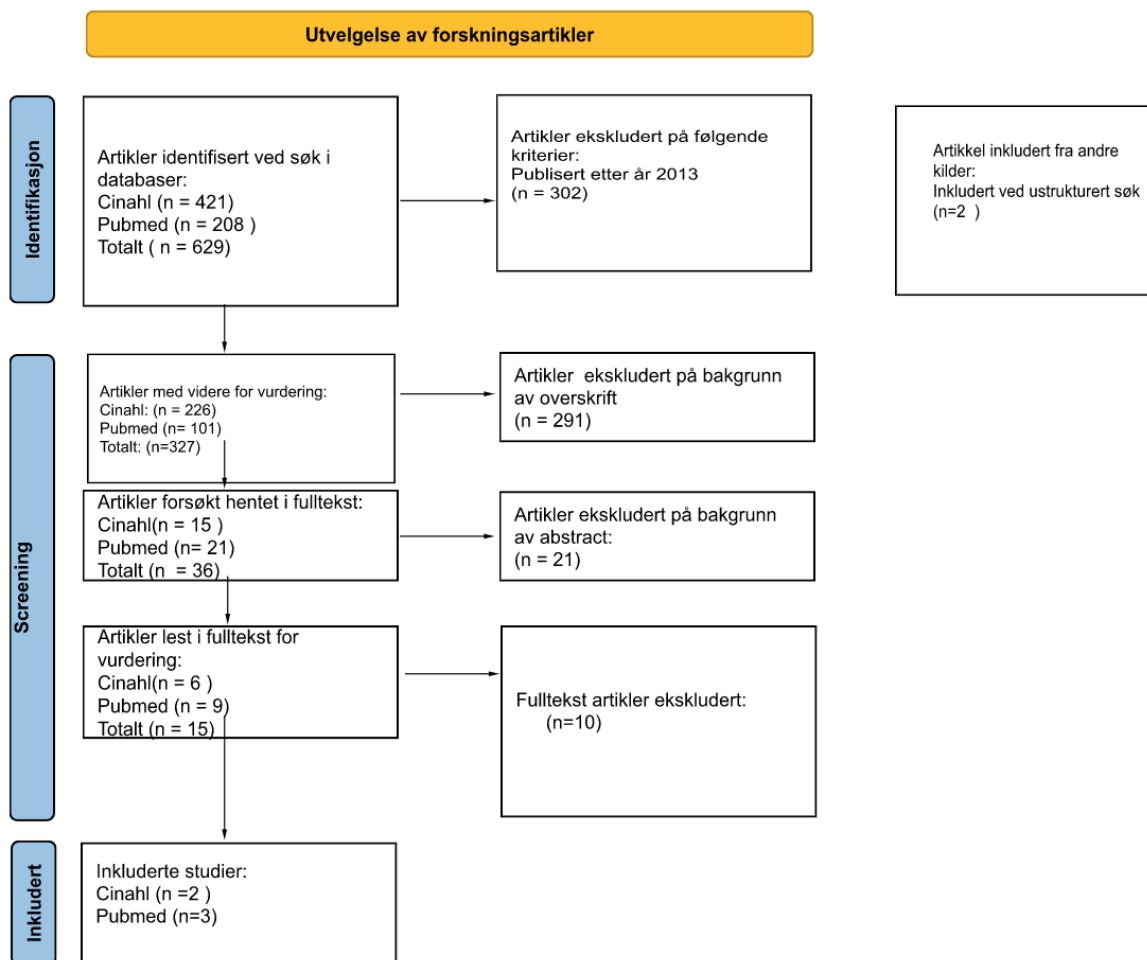 Utvelgelse av forskningsartikler
Identifikasjon
Artikler identifisert ved søk i
databaser:
Cinahl (n = 421)
Pubmed (n = 208 )
Totalt ( n = 629)
Artikler ekskludert på følgende
kriterier:
Publisert etter år 2013
(n = 302)
Artikkel inkludert fra andre
kilder:
Inkludert ved ustrukturert søk
(n=2 )
Screening
Artikler med videre for vurdering:
Cinahl: (n = 226)
Pubmed (n= 101)
Totalt: (n=327)
Artikler ekskludert på bakgrunn
av overskrift
(n = 291)
Artikler forsøkt hentet i fulltekst:
Cinahl(n = 15 )
Pubmed (n= 21)
Totalt (n = 36)
Artikler ekskludert på bakgrunn
av abstract:
(n = 21)
Artikler lest i fulltekst for
vurdering:
Cinahl(n = 6 )
Pubmed (n = 9)
Totalt (n = 15)
Fulltekst artikler ekskludert:
(n=10)
Inkludert
Inkluderte studier:
Cinahl (n =2 )
Pubmed (n=3)